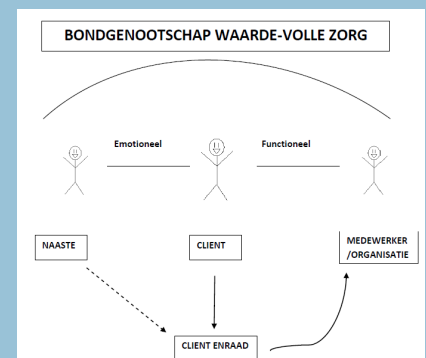 BONDGENOOTSCHAP WAARDE-VOLLE ZORG
Emotioneel
Functioneel
NAASTE
CLIENT
MEDEWERKER
/ORGANISATIE
CLIENT ENRAAD